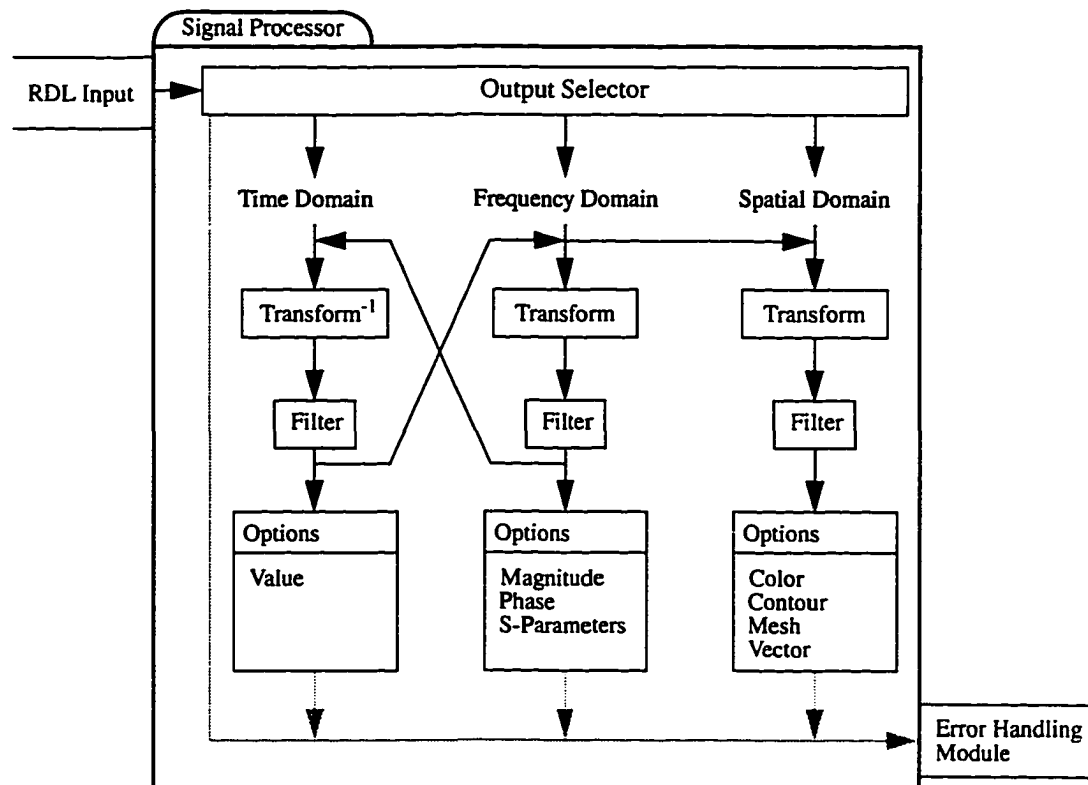 Signal Processor
RDL Input
Output Selector
Time Domain
Frequency Domain
Spatial Domain
Transform⁻¹
Transform
Transform
Filter
Filter
Filter
Options
Value
Options
Magnitude
Phase
S-Parameters
Options
Color
Contour
Mesh
Vector
Error Handling
Module